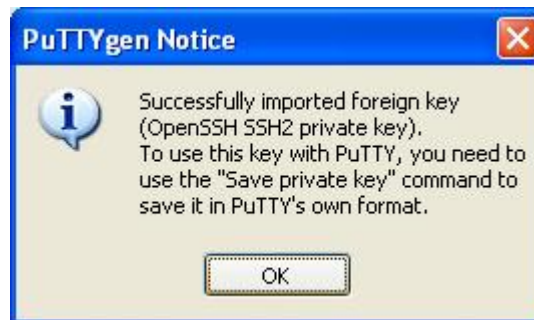 PuTTYgen Notice
Successfully imported foreign key
(OpenSSH SSH2 private key).
To use this key with PuTTY, you need to
use the "Save private key" command to
save it in PuTTY's own format.
OK